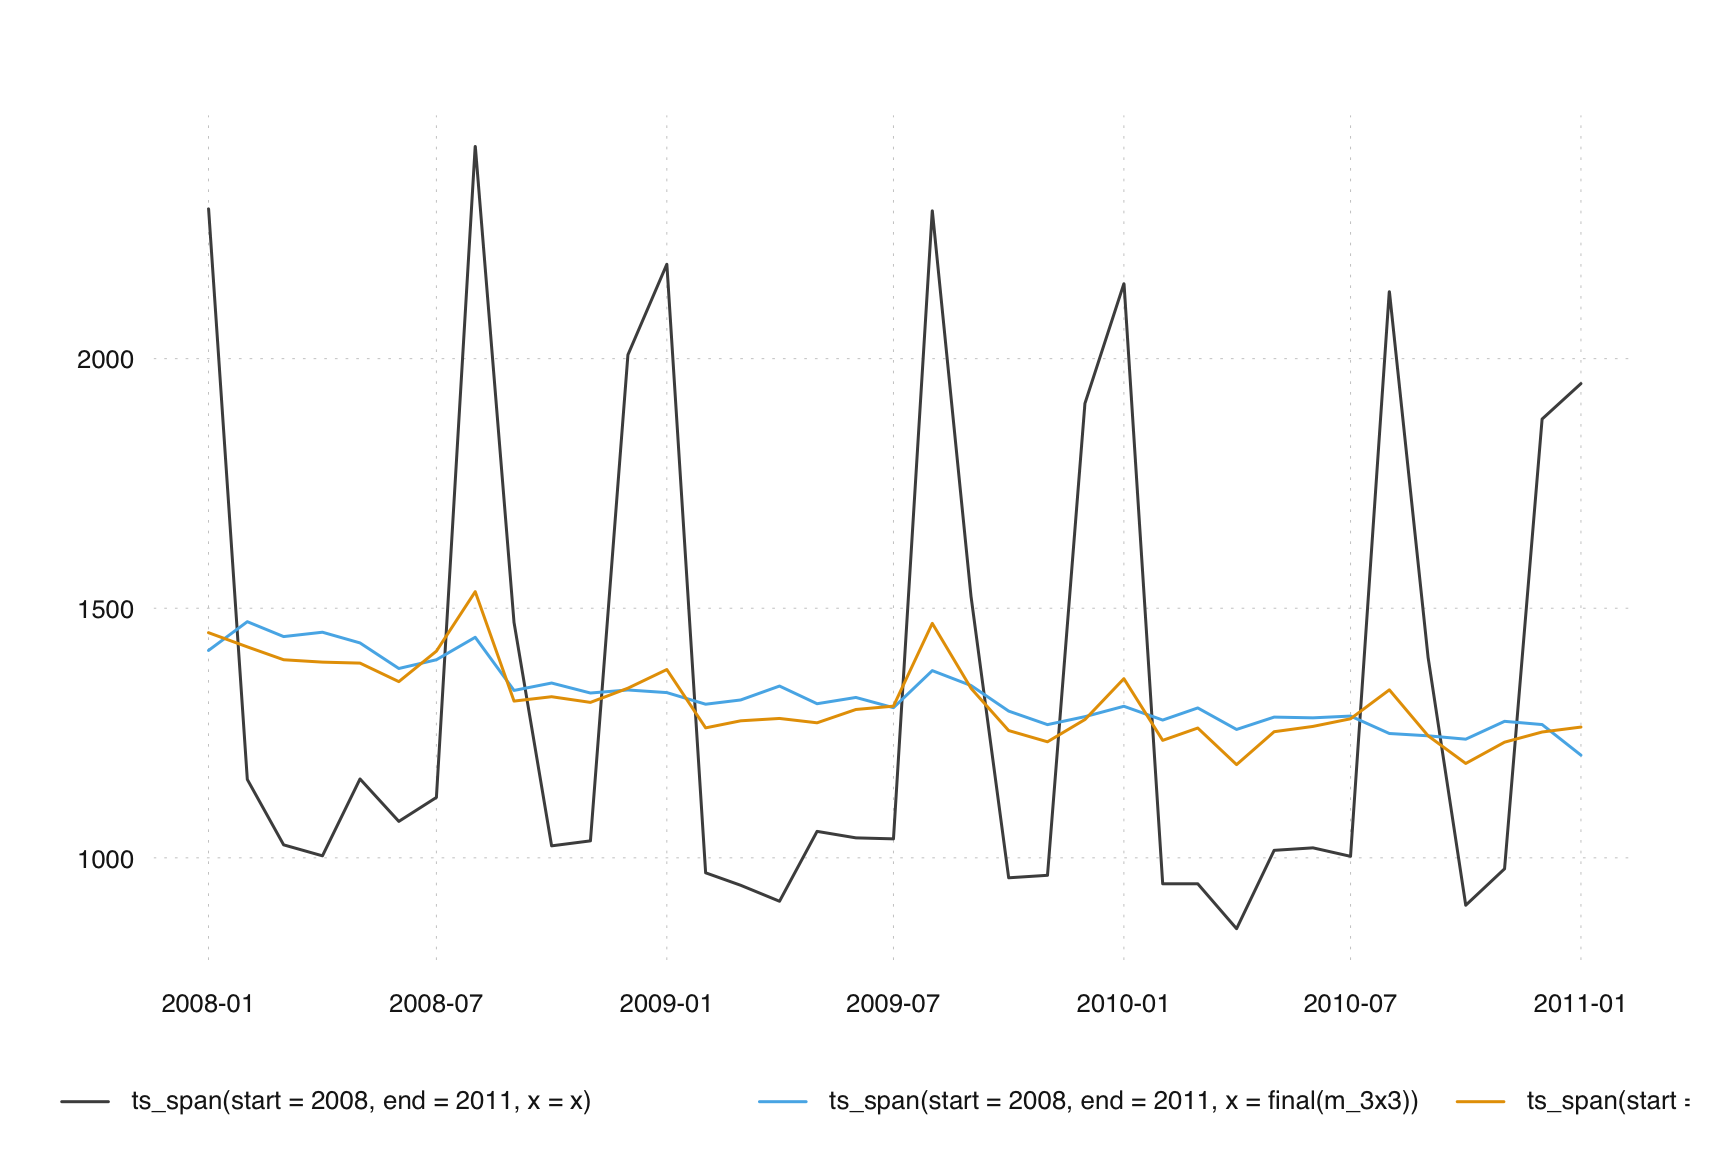 2000
1500
1000
2008-01 2008-07 2009-01 2009-07 2010-01 2010-07 2011-01
ts_span(start = 2008, end = 2011, x = x) ts_span(start = 2008, end = 2011, x = final(m_3x3)) ts_span(start =